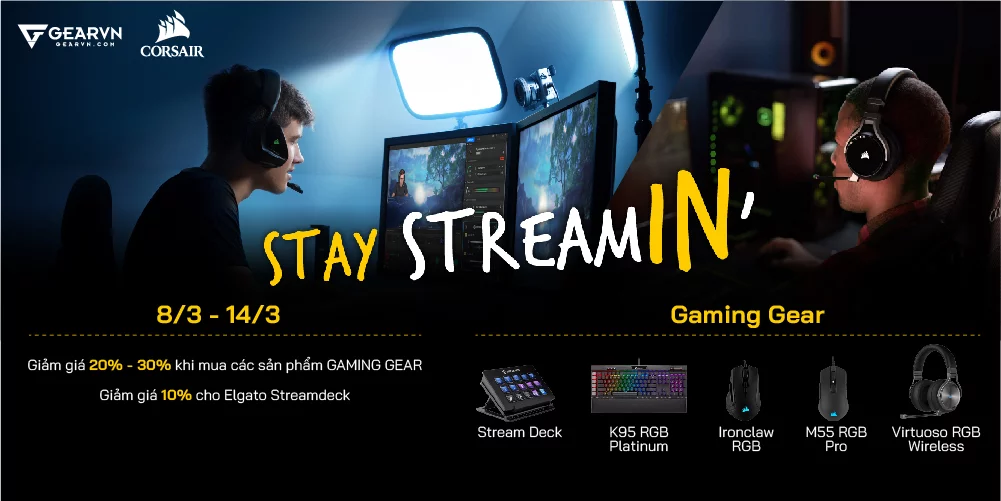 GEARVN
GEARVN.COM
CORSAIR
STAY STREAMIN'
8/3 - 14/3
Giảm giá 20% - 30% khi mua các sản phẩm GAMING GEAR
Giảm giá 10% cho Elgato Streamdeck
Gaming Gear
Stream Deck
K95 RGB
Platinum
Ironclaw
RGB
M55 RGB
Pro
Virtuoso RGB
Wireless